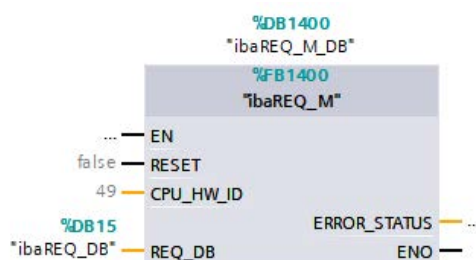 %DB1400
"ibaREQ_M_DB"
%FB1400
"ibaREQ_M"
... EN
false RESET
49 CPU_HW_ID
%DB15
ERROR_STATUS ...
"ibaREQ_DB" REQ_DB
ENO